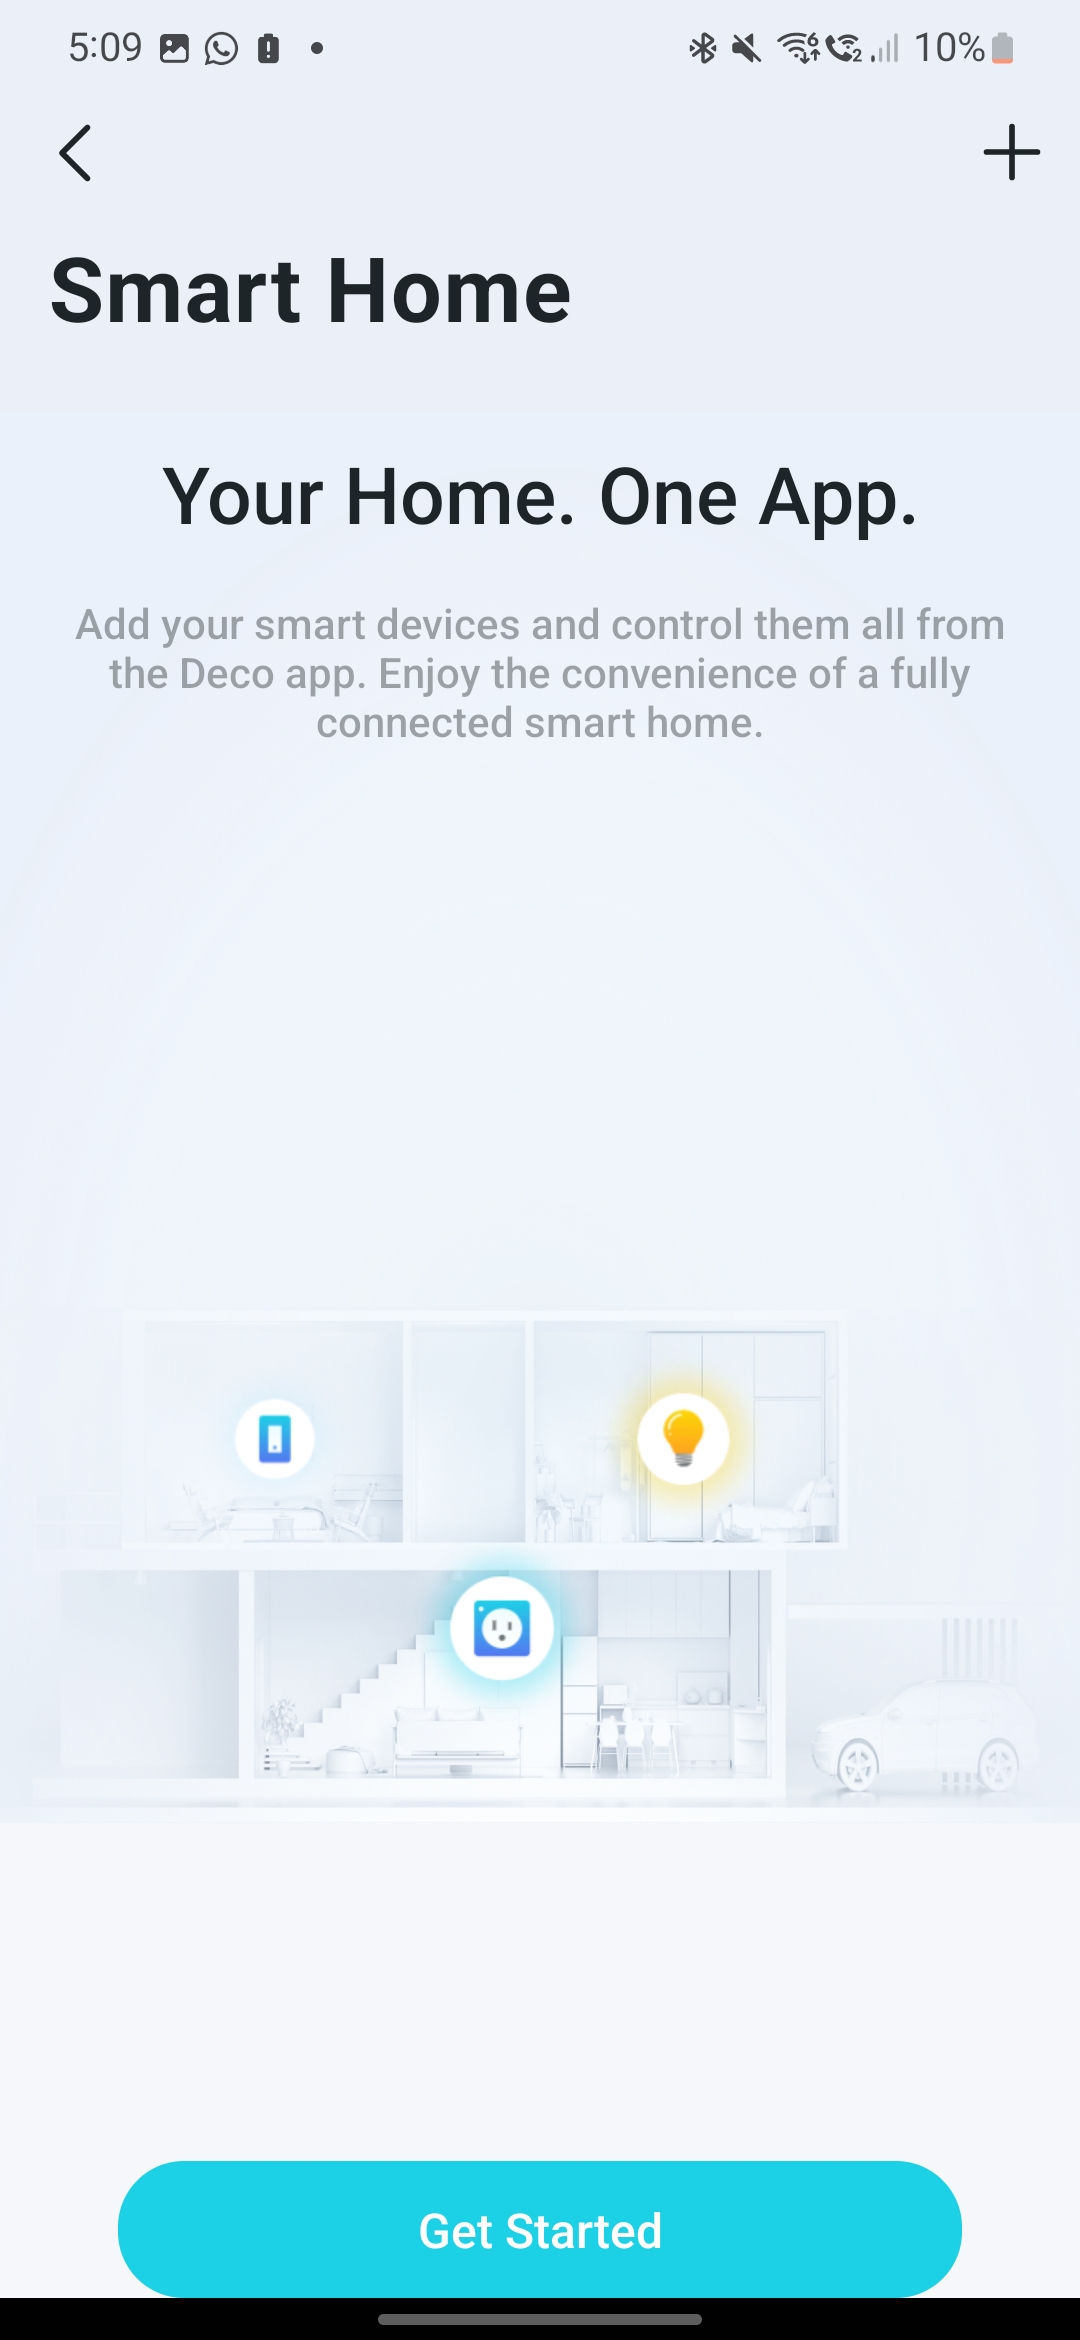 5:09 10%
Smart Home
Your Home. One App.
Add your smart devices and control them all from
the Deco app. Enjoy the convenience of a fully
connected smart home.
Get Started